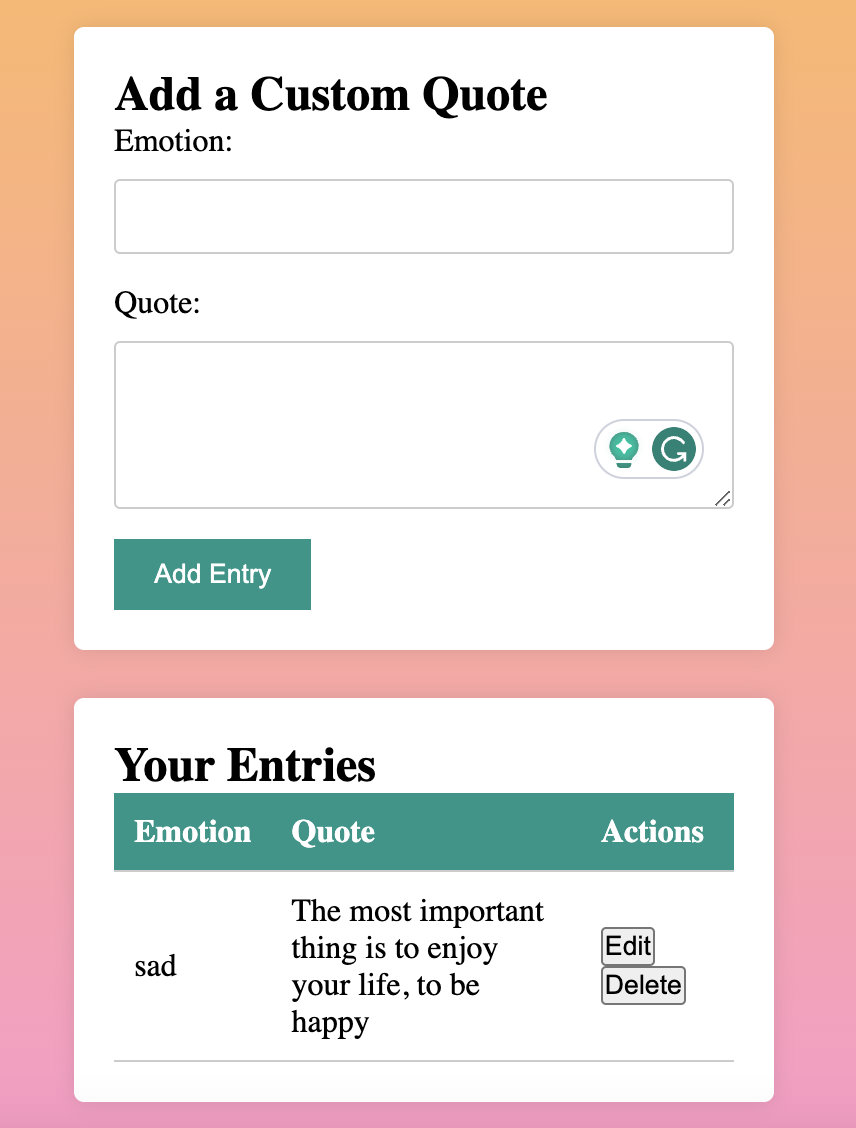 Add a Custom Quote
Emotion:
Quote:
Add Entry
Your Entries
Emotion Quote Actions
sad
The most important
thing is to enjoy
your life, to be
happy
Edit
Delete